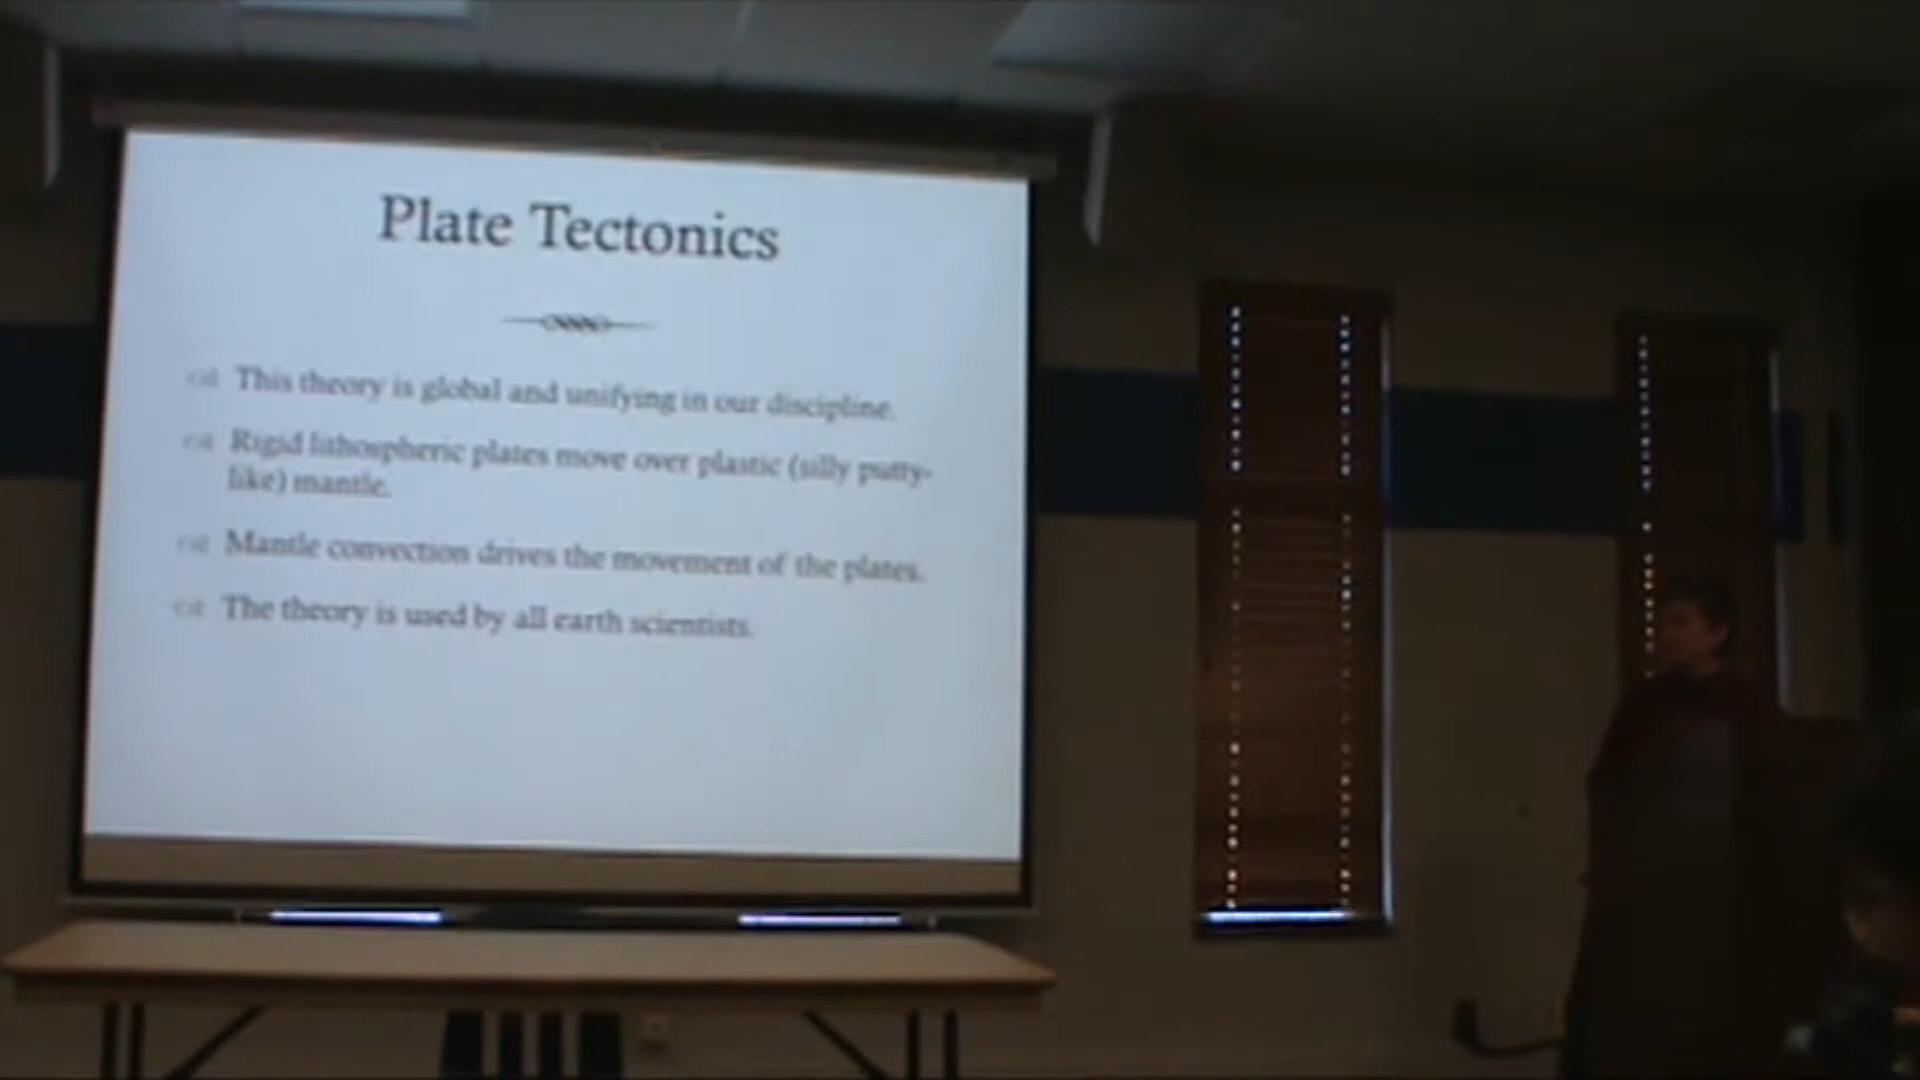 Plate Tectonics
This theory is global and unifying in our discipline.
Rigid lithospheric plates move over plastic (silly putty-
like) mantle.
Mantle convection drives the movement of the plates.
The theory is used by all earth scientists.